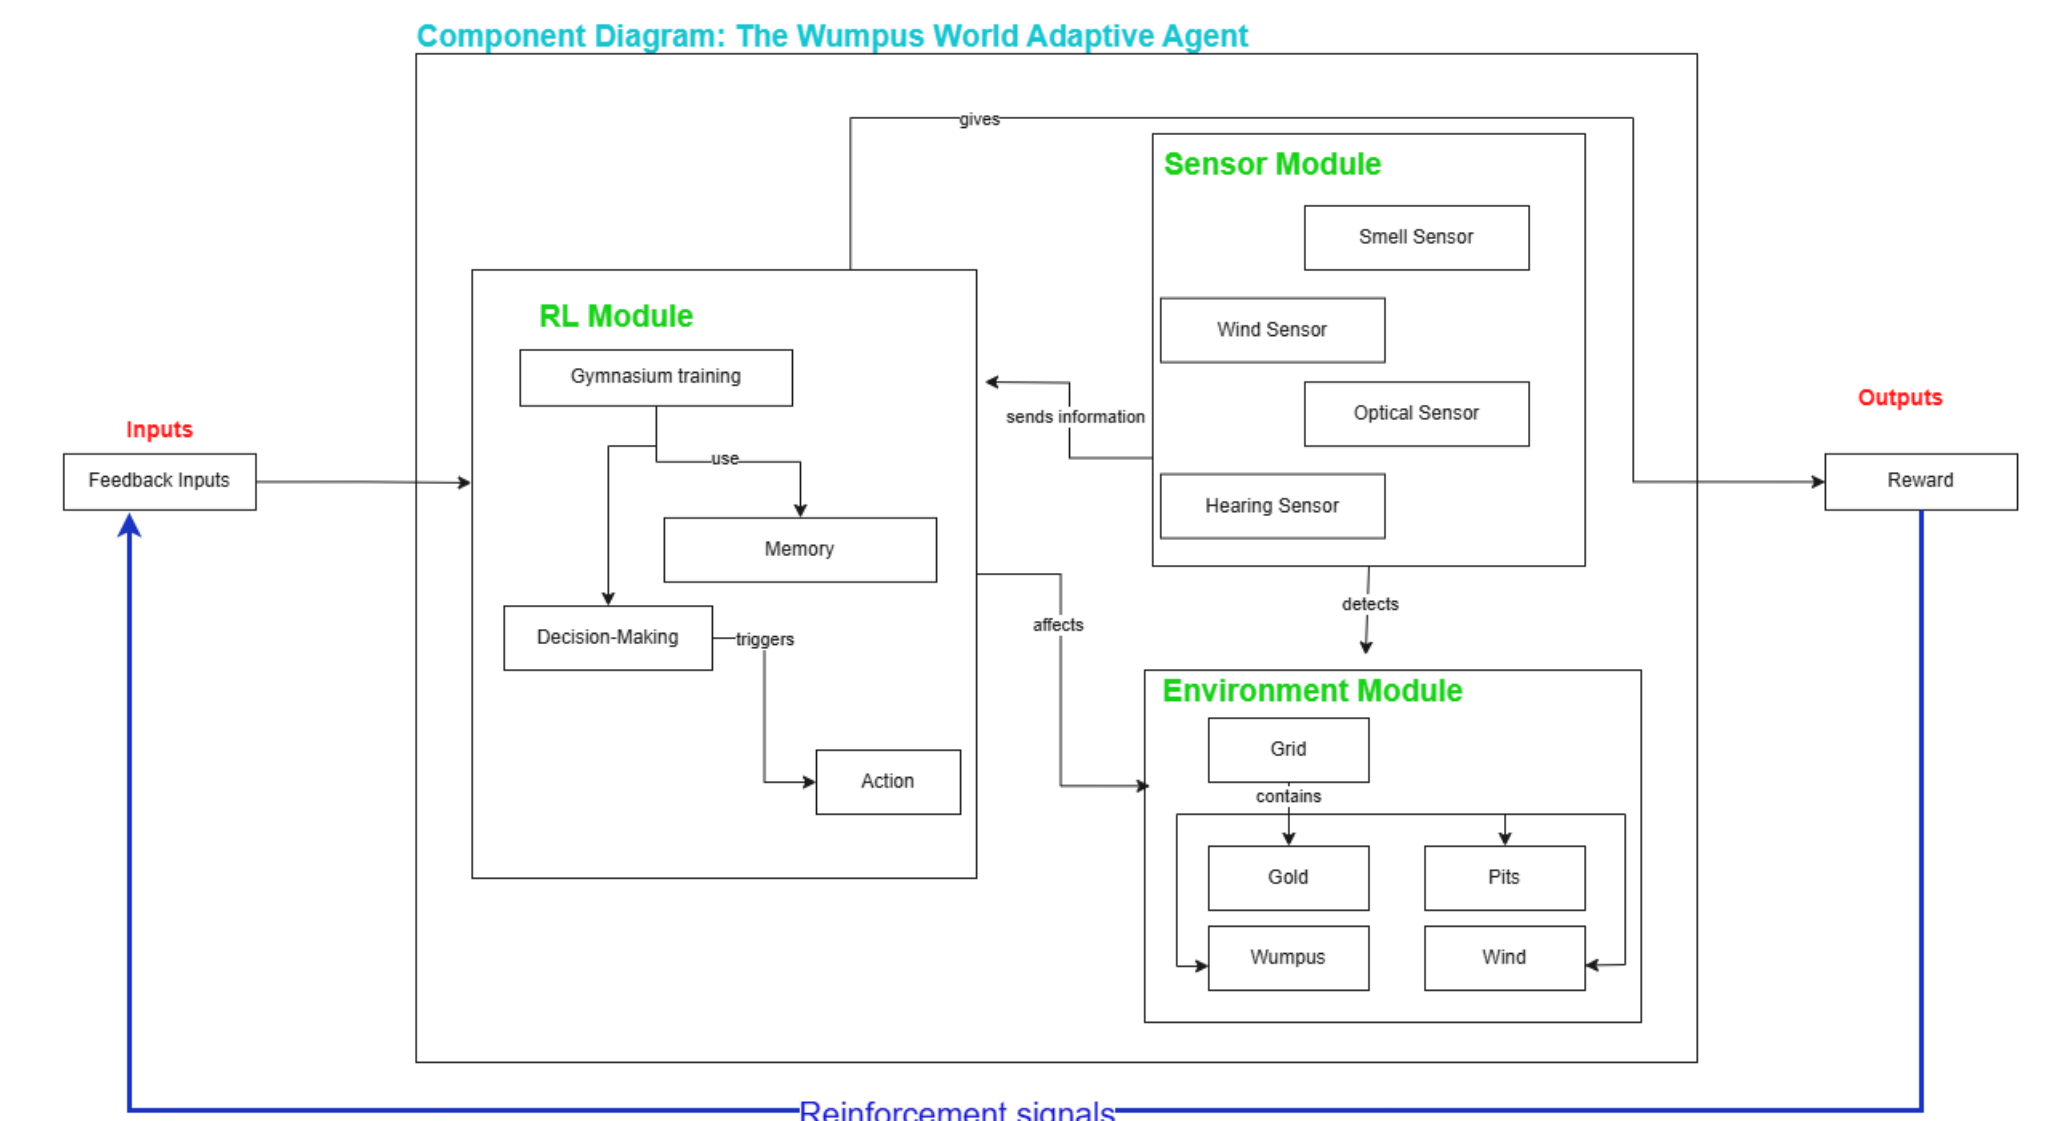 Component Diagram: The Wumpus World Adaptive Agent
gives
Sensor Module
Smell Sensor
Wind Sensor
Optical Sensor
Hearing Sensor
RL Module
Gymnasium training
use
Memory
Decision-Making
triggers
Action
sends information
affects
detects
Inputs
Feedback Inputs
Outputs
Reward
Environment Module
Grid
contains
Gold
Pits
Wumpus
Wind
Reinforcement signals